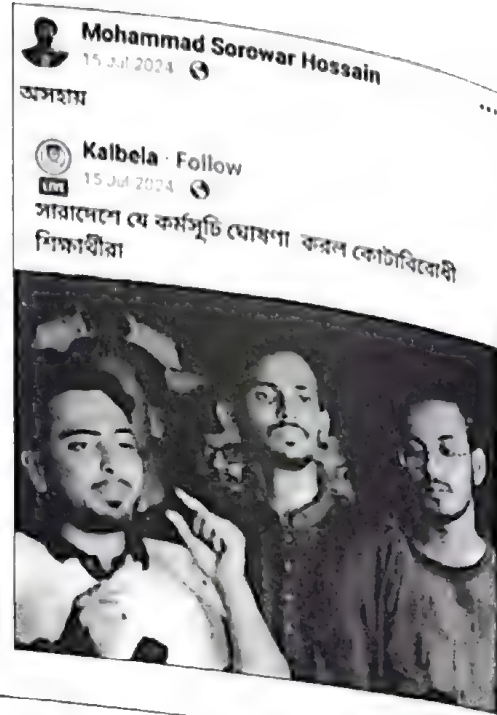 Mohammad Sorowar Hossain
15 Jul 2024
অসহায়
Kalbela · Follow
LIVE
15 Jul 2024
সারাদেশে যে কর্মসূচি ঘোষণা করল কোটাবিরোধী
শিক্ষার্থীরা